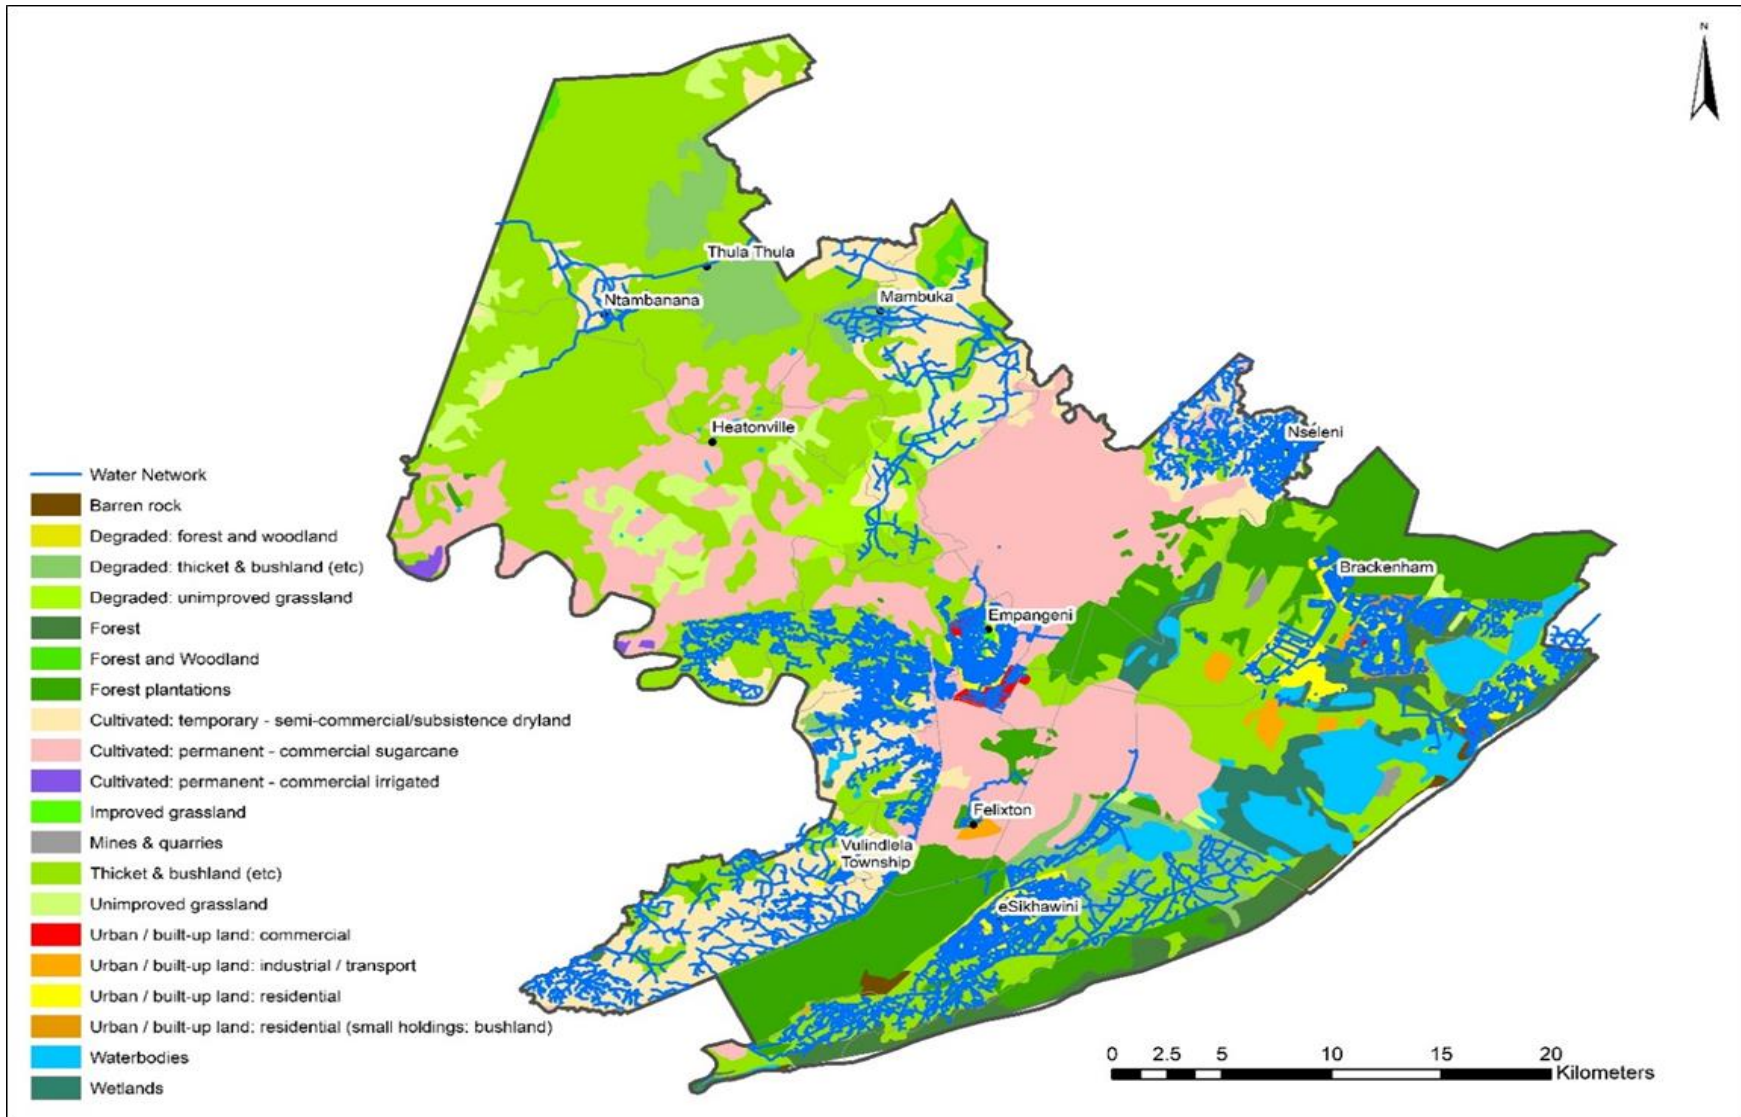 N
Thula Thula
Ntambanana
Mambuka
Heatonville
Nseleni
Brackenham
Empangeni
Felixton
Vulindlela
Township
eSikhawini
Water Network
Barren rock
Degraded: forest and woodland
Degraded: thicket & bushland (etc)
Degraded: unimproved grassland
Forest
Forest and Woodland
Forest plantations
Cultivated: temporary - semi-commercial/subsistence dryland
Cultivated: permanent - commercial sugarcane
Cultivated: permanent - commercial irrigated
Improved grassland
Mines & quarries
Thicket & bushland (etc)
Unimproved grassland
Urban / built-up land: commercial
Urban / built-up land: industrial / transport
Urban / built-up land: residential
Urban / built-up land: residential (small holdings: bushland)
Waterbodies
Wetlands
0 2.5 5 10 15 20
Kilometers